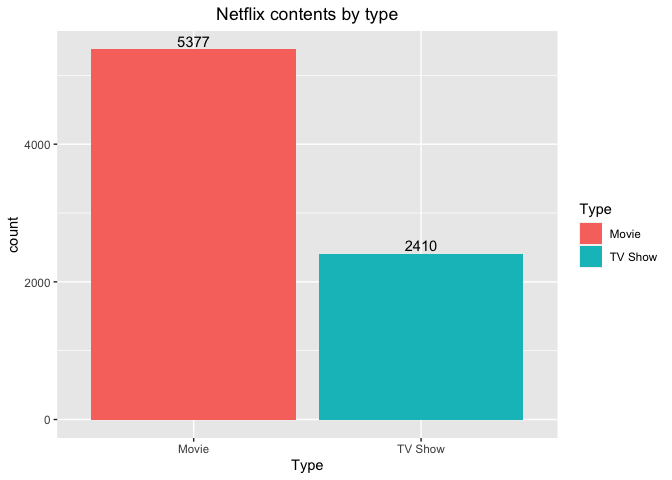 Netflix contents by type
5377
2410
4000
2000
0
count
Movie
TV Show
Type
Type
Movie
TV Show